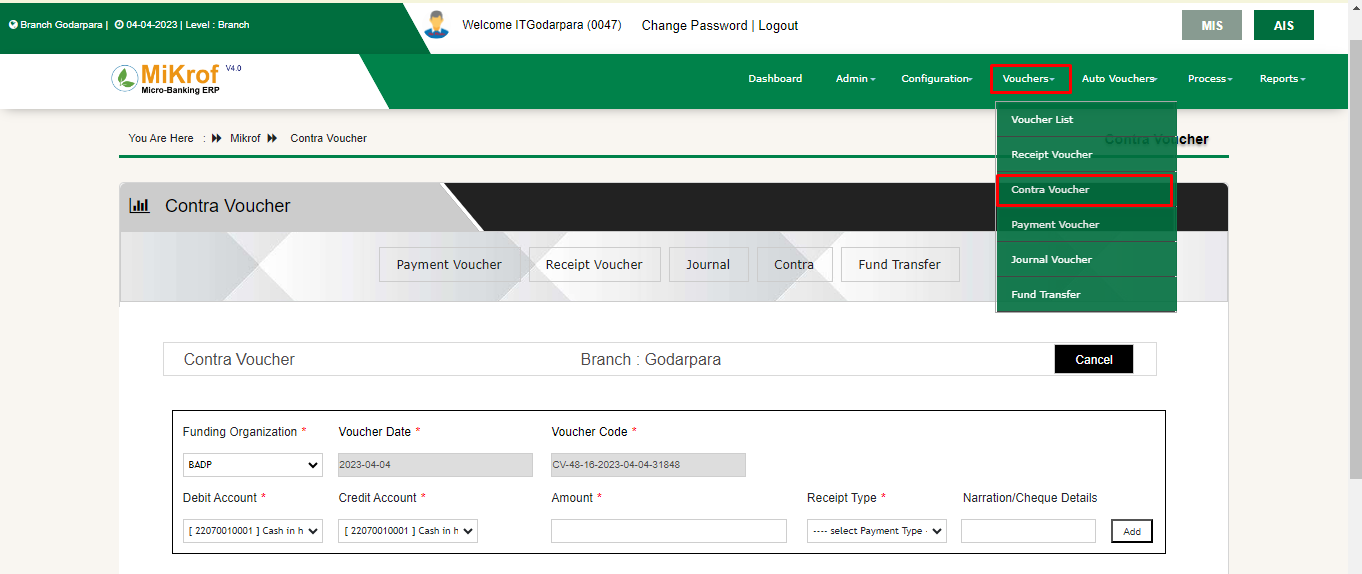 Branch Godarpara | 04-04-2023 | Level : Branch
Welcome ITGodarpara (0047)
Change Password | Logout
MIS
AIS
MiKrof V4.0
Micro-Banking ERP
Dashboard
Admin
Configuration
Vouchers
Auto Vouchers
Process
Reports
Voucher List
Receipt Voucher
Contra Voucher
Payment Voucher
Journal Voucher
Fund Transfer
You Are Here : Mikrof Contra Voucher
Contra Voucher
Contra Voucher
Payment Voucher
Receipt Voucher
Journal
Contra
Fund Transfer
Contra Voucher
Branch : Godarpara
Cancel
Funding Organization *
Voucher Date *
Voucher Code *
BADP
2023-04-04
CV-48-16-2023-04-04-31848
Debit Account *
Credit Account *
Amount *
Receipt Type *
Narration/Cheque Details
[ 22070010001 ] Cash in h
[ 22070010001 ] Cash in h
---- select Payment Type -
Add